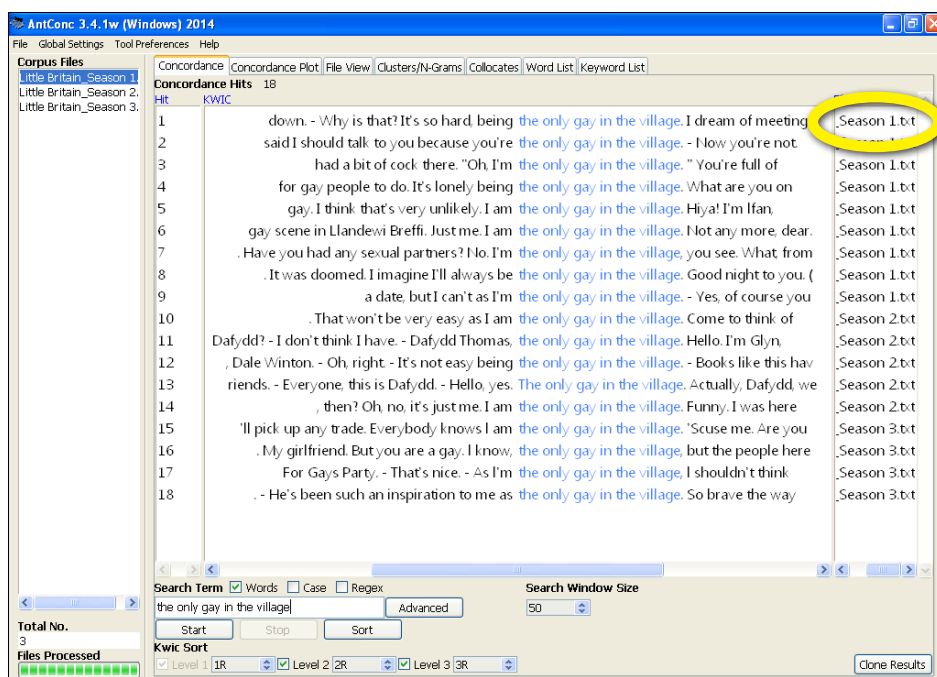 AntConc 3.4.1w (Windows) 2014
File Global Settings Tool Preferences Help
Corpus Files
Little Britain_Season 1.
Little Britain_Season 2.
Little Britain_Season 3.
Concordance Concordance Plot File View Clusters/N-Grams Collocates Word List Keyword List
Concordance Hits 18
Hit KWIC
1 down. - Why is that? It's so hard, being the only gay in the village. I dream of meeting _Season 1.txt
2 said I should talk to you because you're the only gay in the village. - Now you're not.
3 had a bit of cock there. "Oh, I'm the only gay in the village. " You're full of _Season 1.txt
4 for gay people to do. It's lonely being the only gay in the village. What are you on _Season 1.txt
5 gay. I think that's very unlikely. I am the only gay in the village. Hiya! I'm Ifan, _Season 1.txt
6 gay scene in Llandewi Breffi. Just me. I am the only gay in the village. Not any more, dear. _Season 1.txt
7 . Have you had any sexual partners? No. I'm the only gay in the village, you see. What, from _Season 1.txt
8 . It was doomed. I imagine I'll always be the only gay in the village. Good night to you. ( _Season 1.txt
9 a date, but I can't as I'm the only gay in the village. - Yes, of course you _Season 1.txt
10 . That won't be very easy as I am the only gay in the village. Come to think of _Season 2.txt
11 Dafydd? - I don't think I have. - Dafydd Thomas, the only gay in the village. Hello. I'm Glyn, _Season 2.txt
12 , Dale Winton. - Oh, right. - It's not easy being the only gay in the village. - Books like this hav _Season 2.txt
13 riends. - Everyone, this is Dafydd. - Hello, yes. The only gay in the village. Actually, Dafydd, we _Season 2.txt
14 , then? Oh, no, it's just me. I am the only gay in the village. Funny. I was here _Season 2.txt
15 'll pick up any trade. Everybody knows I am the only gay in the village. 'Scuse me. Are you _Season 3.txt
16 . My girlfriend. But you are a gay. I know, the only gay in the village, but the people here _Season 3.txt
17 For Gays Party. - That's nice. - As I'm the only gay in the village, I shouldn't think _Season 3.txt
18 . - He's been such an inspiration to me as the only gay in the village. So brave the way _Season 3.txt
Search Term Words Case Regex Search Window Size
the only gay in the village Advanced 50
Start Stop Sort
Total No.
3
Files Processed
Kwic Sort
Level 1 1R Level 2 2R Level 3 3R Clone Results